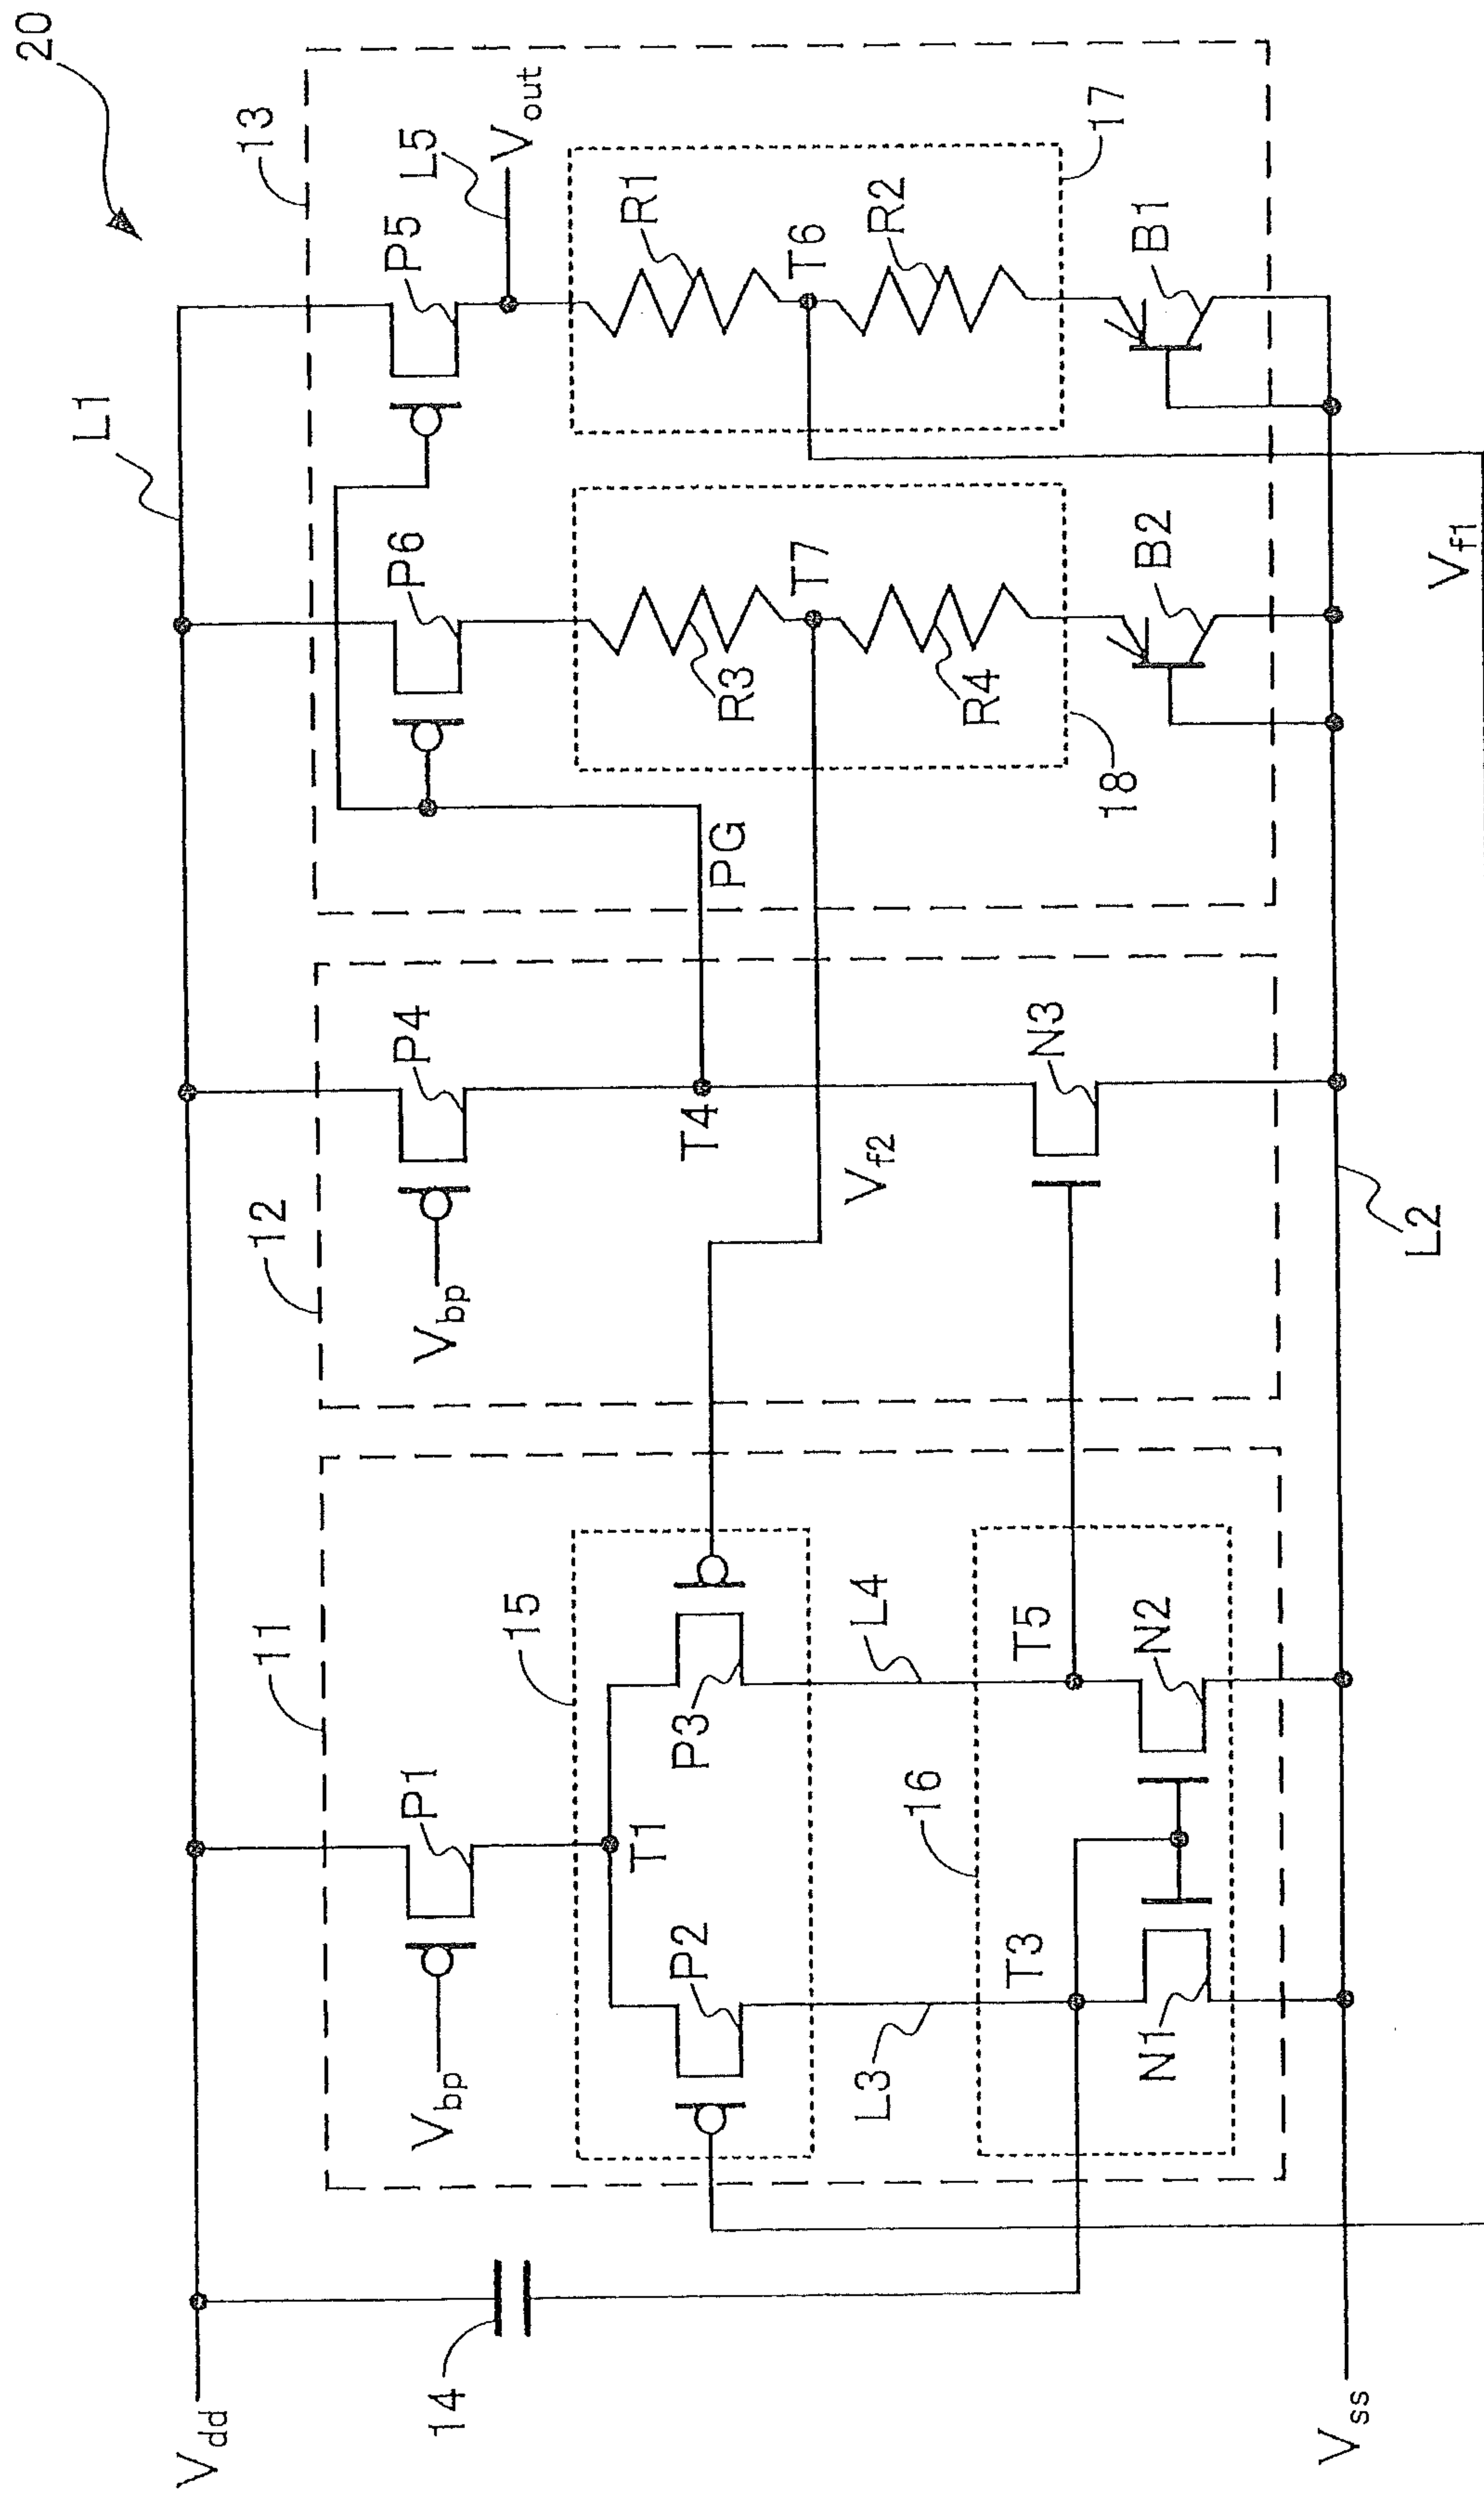 20
13
L1
L5
Vout
P5
R1
17
T6
R2
B1
P6
R3
T7
R4
B2
18
Vf1
PG
12
P4
Vbp
T4
Vf2
N3
L2
11
15
P1
Vbp
T1
P3
L4
T5
N2
16
P2
L3
T3
N1
14
Vdd
Vss